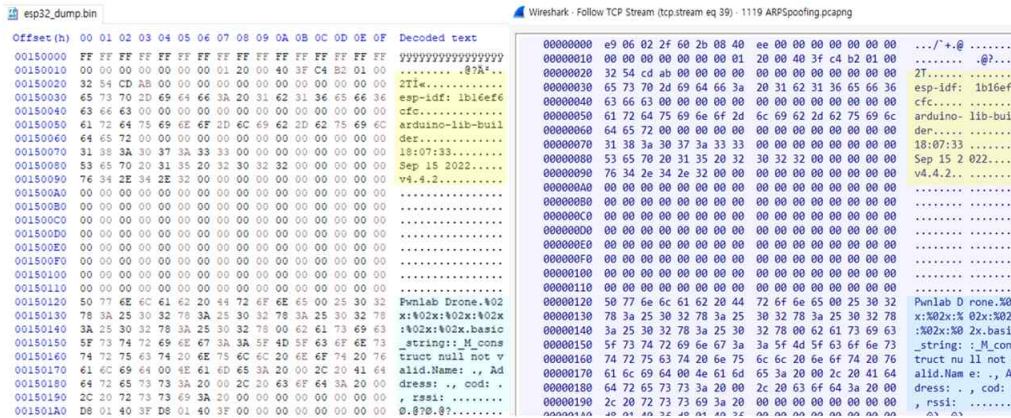 esp32_dump.bin
Offset(h) 00 01 02 03 04 05 06 07 08 09 0A 0B 0C 0D 0E 0F Decoded text
00150000 FF FF FF FF FF FF FF FF FF FF FF FF FF FF FF FF ÿÿÿÿÿÿÿÿÿÿÿÿÿÿÿÿ
00150010 00 00 00 00 00 00 00 01 20 00 40 3F C4 B2 01 00 ........ .@?Ä²..
00150020 32 54 CD AB 00 00 00 00 00 00 00 00 00 00 00 00 2TÍ«............
00150030 65 73 70 2D 69 64 66 3A 20 31 62 31 36 65 66 36 esp-idf: 1b16ef6
00150040 63 66 63 00 00 00 00 00 00 00 00 00 00 00 00 00 cfc.............
00150050 61 72 64 75 69 6E 6F 2D 6C 69 62 2D 62 75 69 6C arduino-lib-buil
00150060 64 65 72 00 00 00 00 00 00 00 00 00 00 00 00 00 der.............
00150070 31 38 3A 30 37 3A 33 33 00 00 00 00 00 00 00 00 18:07:33........
00150080 53 65 70 20 31 35 20 32 30 32 32 00 00 00 00 00 Sep 15 2022.....
00150090 76 34 2E 34 2E 32 00 00 00 00 00 00 00 00 00 00 v4.4.2..........
001500A0 00 00 00 00 00 00 00 00 00 00 00 00 00 00 00 00 ................
001500B0 00 00 00 00 00 00 00 00 00 00 00 00 00 00 00 00 ................
001500C0 00 00 00 00 00 00 00 00 00 00 00 00 00 00 00 00 ................
001500D0 00 00 00 00 00 00 00 00 00 00 00 00 00 00 00 00 ................
001500E0 00 00 00 00 00 00 00 00 00 00 00 00 00 00 00 00 ................
001500F0 00 00 00 00 00 00 00 00 00 00 00 00 00 00 00 00 ................
00150100 00 00 00 00 00 00 00 00 00 00 00 00 00 00 00 00 ................
00150110 00 00 00 00 00 00 00 00 00 00 00 00 00 00 00 00 ................
00150120 50 77 6E 6C 61 62 20 44 72 6F 6E 65 00 25 30 32 Pwnlab Drone.%02
00150130 78 3A 25 30 32 78 3A 25 30 32 78 3A 25 30 32 78 x:%02x:%02x:%02x
00150140 3A 25 30 32 78 3A 25 30 32 78 00 62 61 73 69 63 :%02x:%02x.basic
00150150 5F 73 74 72 69 6E 67 3A 3A 5F 4D 5F 63 6F 6E 73 _string::_M_cons
00150160 74 72 75 63 74 20 6E 75 6C 6C 20 6E 6F 74 20 76 truct null not v
00150170 61 6C 69 64 00 4E 61 6D 65 3A 20 00 2C 20 41 64 alid.Name: ., Ad
00150180 64 72 65 73 73 3A 20 00 2C 20 63 6F 64 3A 20 00 dress: ., cod: .
00150190 2C 20 72 73 73 69 3A 20 00 00 00 00 00 00 00 00 , rssi: ........
001501A0 D8 01 40 3F D8 01 40 3F 00 00 00 00 00 00 00 00 Ø.@?Ø.@?........
Wireshark · Follow TCP Stream (tcp.stream eq 39) · 1119 ARPSpoofing.pcapng
00000000 e9 06 02 2f 60 2b 08 40 ee 00 00 00 00 00 00 00 .../`+.@ ........
00000010 00 00 00 00 00 00 00 01 20 00 40 3f c4 b2 01 00 ........ .@?....
00000020 32 54 cd ab 00 00 00 00 00 00 00 00 00 00 00 00 2T...... ........
00000030 65 73 70 2d 69 64 66 3a 20 31 62 31 36 65 66 36 esp-idf: 1b16ef
00000040 63 66 63 00 00 00 00 00 00 00 00 00 00 00 00 00 cfc..... ........
00000050 61 72 64 75 69 6e 6f 2d 6c 69 62 2d 62 75 69 6c arduino- lib-bui
00000060 64 65 72 00 00 00 00 00 00 00 00 00 00 00 00 00 der..... ........
00000070 31 38 3a 30 37 3a 33 33 00 00 00 00 00 00 00 00 18:07:33 ........
00000080 53 65 70 20 31 35 20 32 30 32 32 00 00 00 00 00 Sep 15 2 022....
00000090 76 34 2e 34 2e 32 00 00 00 00 00 00 00 00 00 00 v4.4.2.. ........
000000A0 00 00 00 00 00 00 00 00 00 00 00 00 00 00 00 00 ........ ........
000000B0 00 00 00 00 00 00 00 00 00 00 00 00 00 00 00 00 ........ ........
000000C0 00 00 00 00 00 00 00 00 00 00 00 00 00 00 00 00 ........ ........
000000D0 00 00 00 00 00 00 00 00 00 00 00 00 00 00 00 00 ........ ........
000000E0 00 00 00 00 00 00 00 00 00 00 00 00 00 00 00 00 ........ ........
000000F0 00 00 00 00 00 00 00 00 00 00 00 00 00 00 00 00 ........ ........
00000100 00 00 00 00 00 00 00 00 00 00 00 00 00 00 00 00 ........ ........
00000110 00 00 00 00 00 00 00 00 00 00 00 00 00 00 00 00 ........ ........
00000120 50 77 6e 6c 61 62 20 44 72 6f 6e 65 00 25 30 32 Pwnlab D rone.%0
00000130 78 3a 25 30 32 78 3a 25 30 32 78 3a 25 30 32 78 x:%02x:% 02x:%02
00000140 3a 25 30 32 78 3a 25 30 32 78 00 62 61 73 69 63 :%02x:%0 2x.basi
00000150 5f 73 74 72 69 6e 67 3a 3a 5f 4d 5f 63 6f 6e 73 _string: :_M_con
00000160 74 72 75 63 74 20 6e 75 6c 6c 20 6e 6f 74 20 76 truct nu ll not
00000170 61 6c 69 64 00 4e 61 6d 65 3a 20 00 2c 20 41 64 alid.Nam e: ., A
00000180 64 72 65 73 73 3a 20 00 2c 20 63 6f 64 3a 20 00 dress: . , cod:
00000190 2c 20 72 73 73 69 3a 20 00 00 00 00 00 00 00 00 , rssi: ........